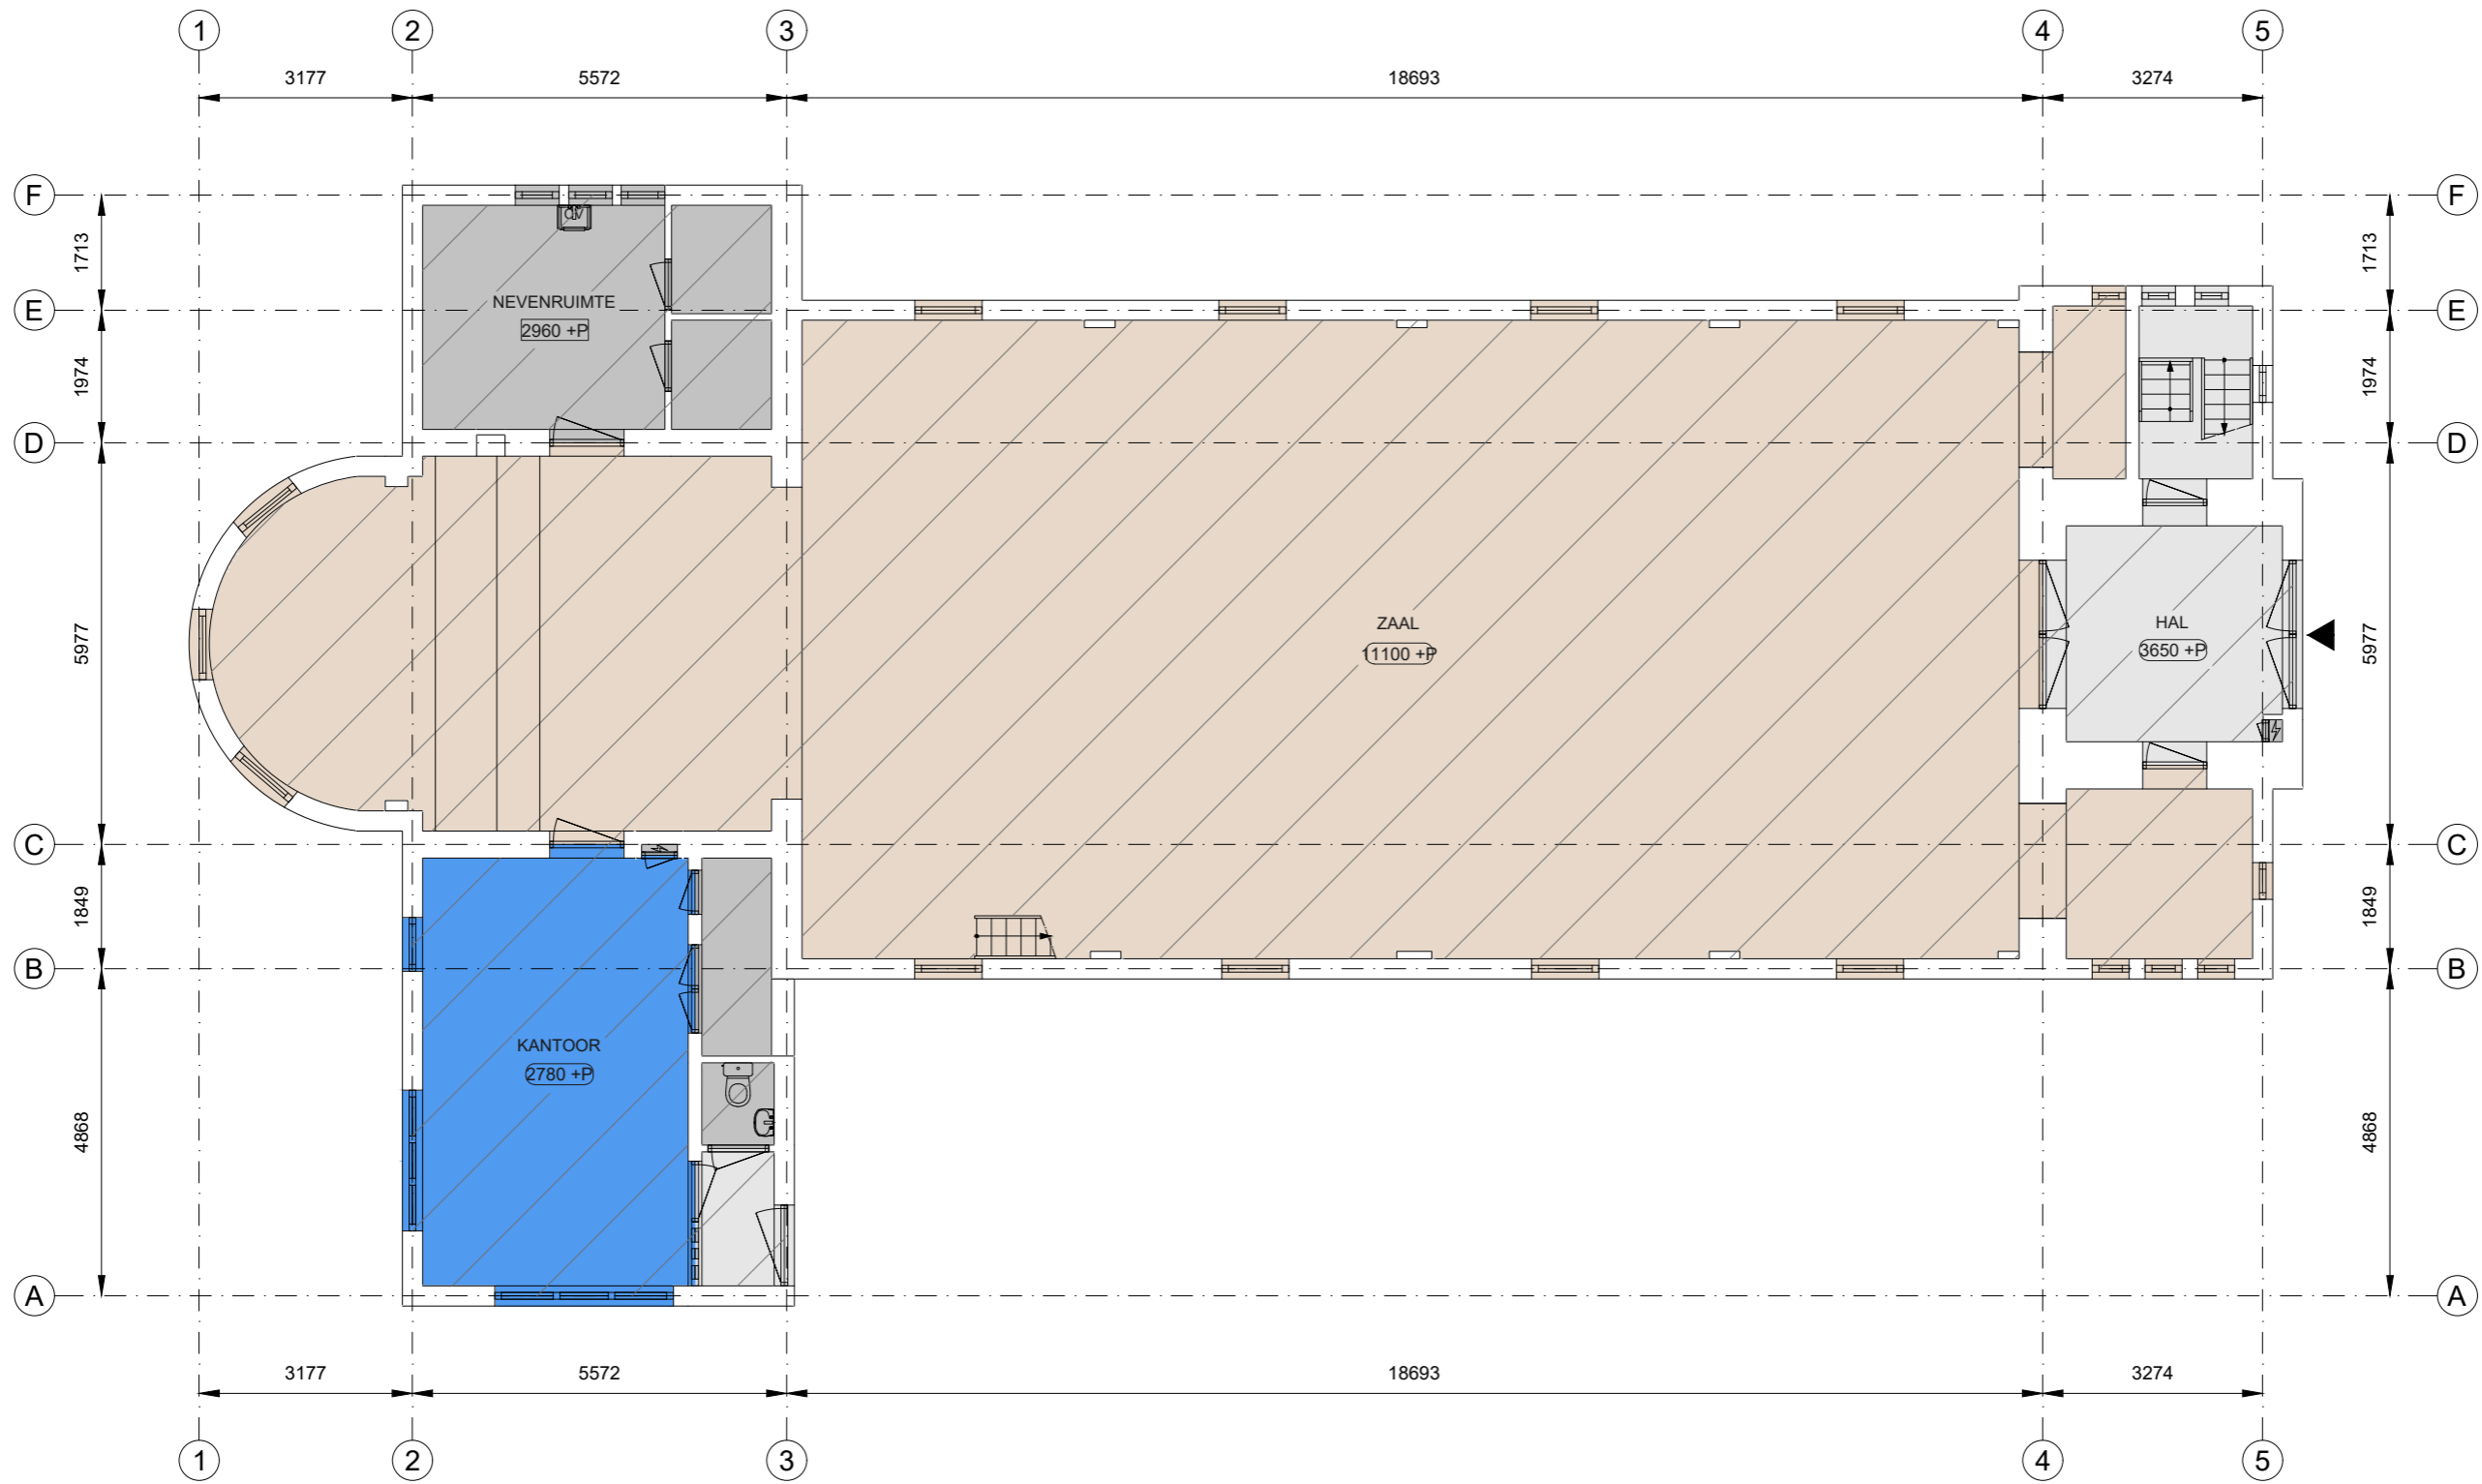 1 2 3 4 5
3177 5572 18693 3274
F F
1713 1713
E E
NEVENRUIMTE
2960 +P
1974 1974
D D
5977 5977
ZAAL
11100 +P
HAL
3650 +P
C C
1849 1849
B B
KANTOOR
2780 +P
4868 4868
A A
3177 5572 18693 3274
1 2 3 4 5